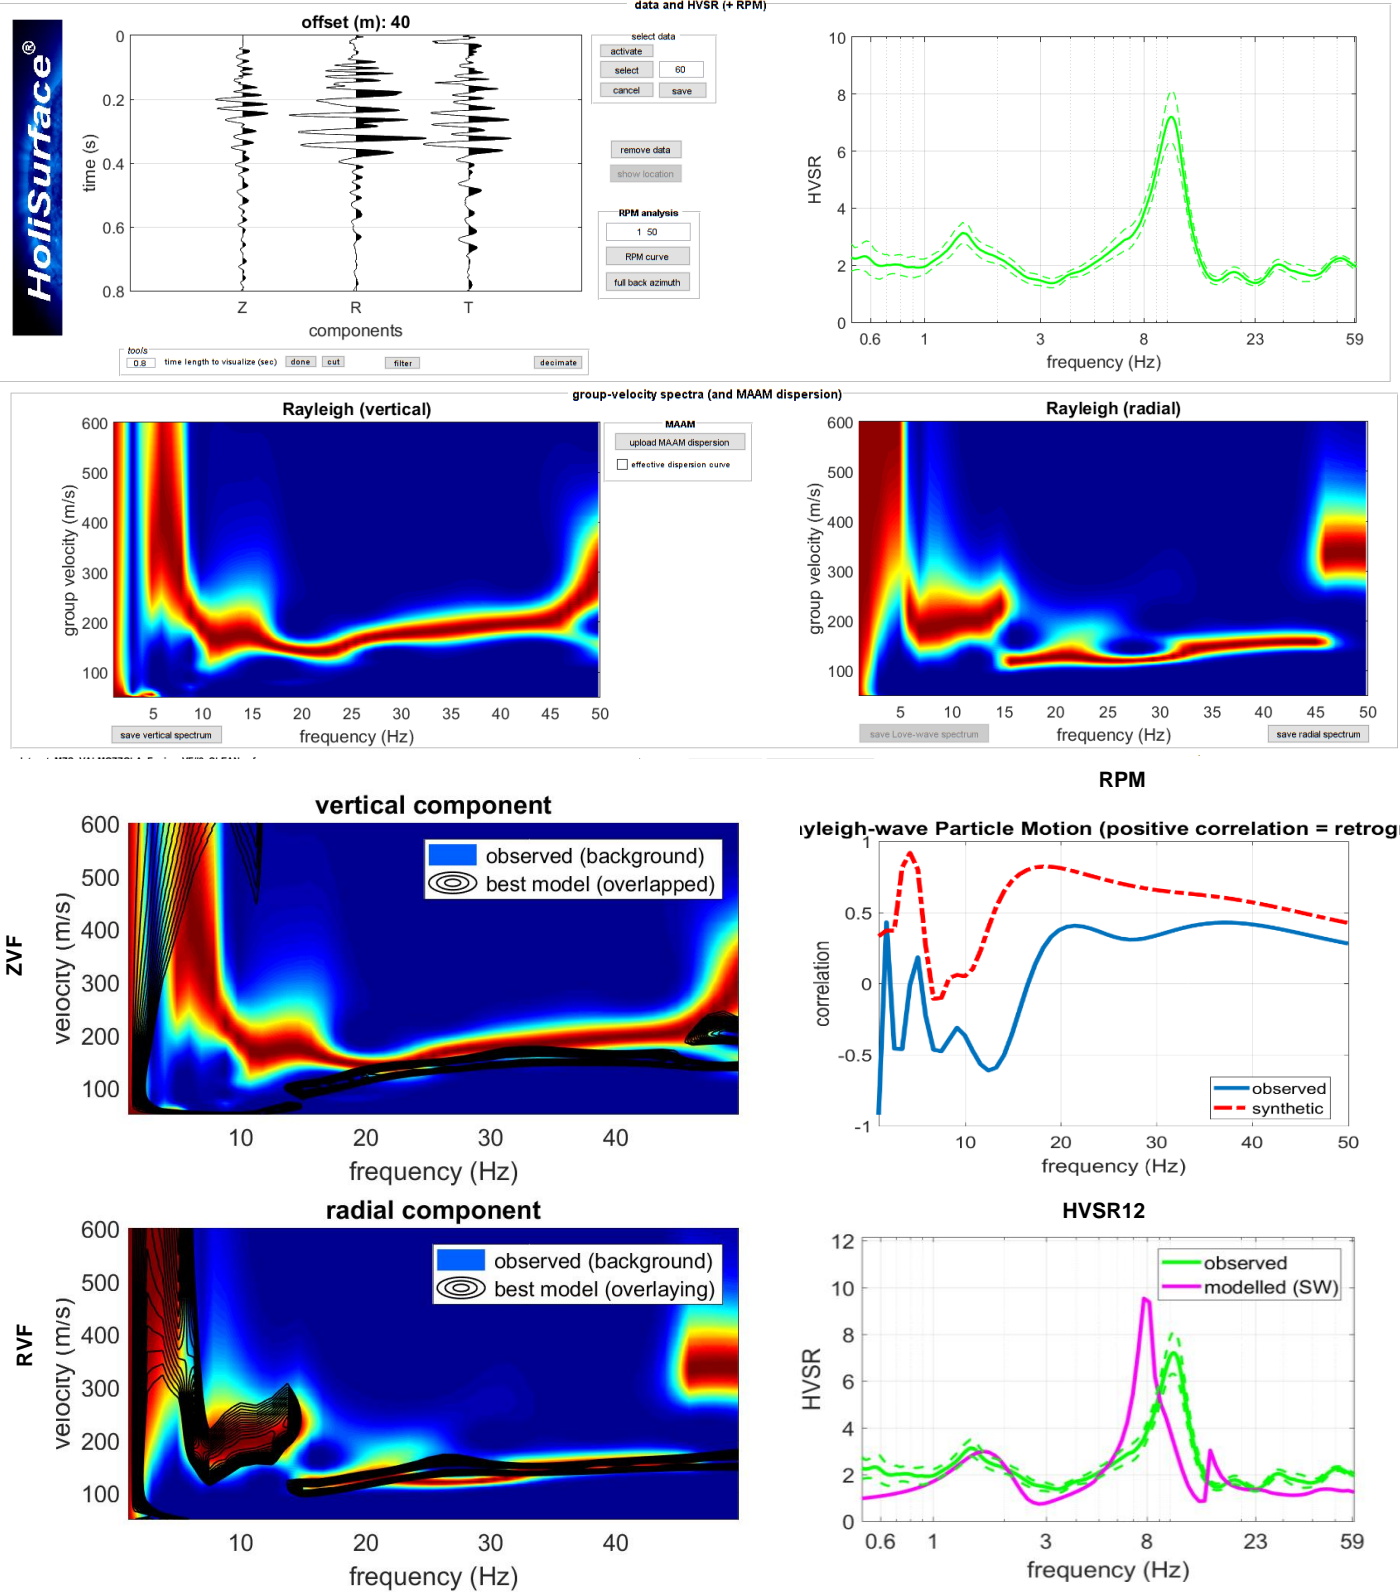 data and HVSR (+ RPM)
HoliSurface®
offset (m): 40
0
0.2
0.4
0.6
0.8
time (s)
Z R T
components
select data
activate
select 60
cancel save
remove data
show location
RPM analysis
1 50
RPM curve
full back azimuth
tools
0.8 time length to visualize (sec) done cut filter decimate
10
8
6
4
2
0
HVSR
0.6 1 3 8 23 59
frequency (Hz)
group-velocity spectra (and MAAM dispersion)
Rayleigh (vertical)
600
500
400
300
200
100
group velocity (m/s)
5 10 15 20 25 30 35 40 45 50
save vertical spectrum
frequency (Hz)
MAAM
upload MAAM dispersion
effective dispersion curve
Rayleigh (radial)
600
500
400
300
200
100
group velocity (m/s)
5 10 15 20 25 30 35 40 45 50
save Love-wave spectrum
frequency (Hz)
save radial spectrum
vertical component
ZVF
600
500
400
300
200
100
velocity (m/s)
observed (background)
best model (overlapped)
10 20 30 40
frequency (Hz)
RPM
ayleigh-wave Particle Motion (positive correlation = retrog
1
0.5
0
-0.5
-1
correlation
observed
synthetic
10 20 30 40 50
frequency (Hz)
radial component
RVF
600
500
400
300
200
100
velocity (m/s)
observed (background)
best model (overlaying)
10 20 30 40
frequency (Hz)
HVSR12
12
10
8
6
4
2
0
HVSR
observed
modelled (SW)
0.6 1 3 8 23 59
frequency (Hz)